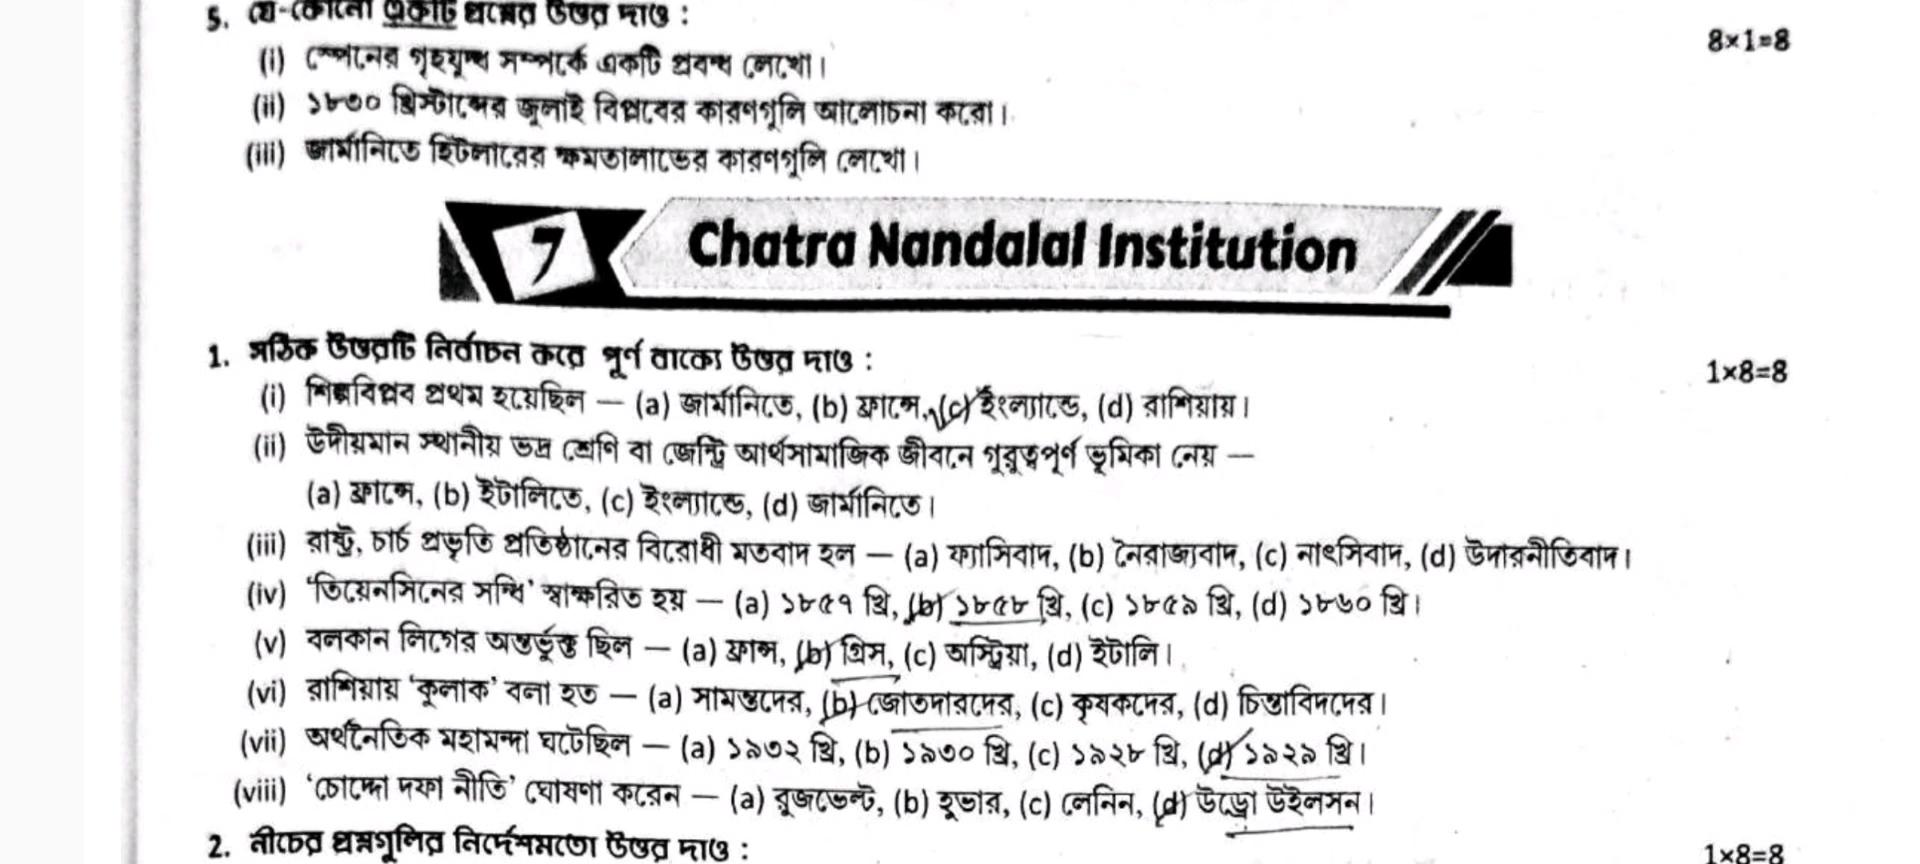 5. যে-কোনো একটি প্রশ্নের উত্তর দাও :
8×1=8
(i) স্পেনের গৃহযুদ্ধ সম্পর্কে একটি প্রবন্ধ লেখো।
(ii) ১৮৩০ খ্রিস্টাব্দের জুলাই বিপ্লবের কারণগুলি আলোচনা করো।
(iii) জার্মানিতে হিটলারের ক্ষমতালাভের কারণগুলি লেখো।
7 Chatra Nandalal Institution
1. সঠিক উত্তরটি নির্বাচন করে পূর্ণ বাক্যে উত্তর দাও :
1×8=8
(i) শিল্পবিপ্লব প্রথম হয়েছিল — (a) জার্মানিতে, (b) ফ্রান্সে, (c) ইংল্যান্ডে, (d) রাশিয়ায়।
(ii) উদীয়মান স্থানীয় ভদ্র শ্রেণি বা জেন্ট্রি আর্থসামাজিক জীবনে গুরুত্বপূর্ণ ভূমিকা নেয় —
(a) ফ্রান্সে, (b) ইটালিতে, (c) ইংল্যান্ডে, (d) জার্মানিতে।
(iii) রাষ্ট্র, চার্চ প্রভৃতি প্রতিষ্ঠানের বিরোধী মতবাদ হল — (a) ফ্যাসিবাদ, (b) নৈরাজ্যবাদ, (c) নাৎসিবাদ, (d) উদারনীতিবাদ।
(iv) 'তিয়েনসিনের সন্ধি' স্বাক্ষরিত হয় — (a) ১৮৫৭ খ্রি, (b) ১৮৫৮ খ্রি, (c) ১৮৫৯ খ্রি, (d) ১৮৬০ খ্রি।
(v) বলকান লিগের অন্তর্ভুক্ত ছিল — (a) ফ্রান্স, (b) গ্রিস, (c) অস্ট্রিয়া, (d) ইটালি।
(vi) রাশিয়ায় 'কুলাক' বলা হত — (a) সামন্তদের, (b) জোতদারদের, (c) কৃষকদের, (d) চিন্তাবিদদের।
(vii) অর্থনৈতিক মহামন্দা ঘটেছিল — (a) ১৯৩২ খ্রি, (b) ১৯৩০ খ্রি, (c) ১৯২৮ খ্রি, (d) ১৯২৯ খ্রি।
(viii) 'চোদ্দো দফা নীতি' ঘোষণা করেন — (a) রুজভেল্ট, (b) হুভার, (c) লেনিন, (d) উড্রো উইলসন।
2. নীচের প্রশ্নগুলির নির্দেশমতো উত্তর দাও :
1×8=8